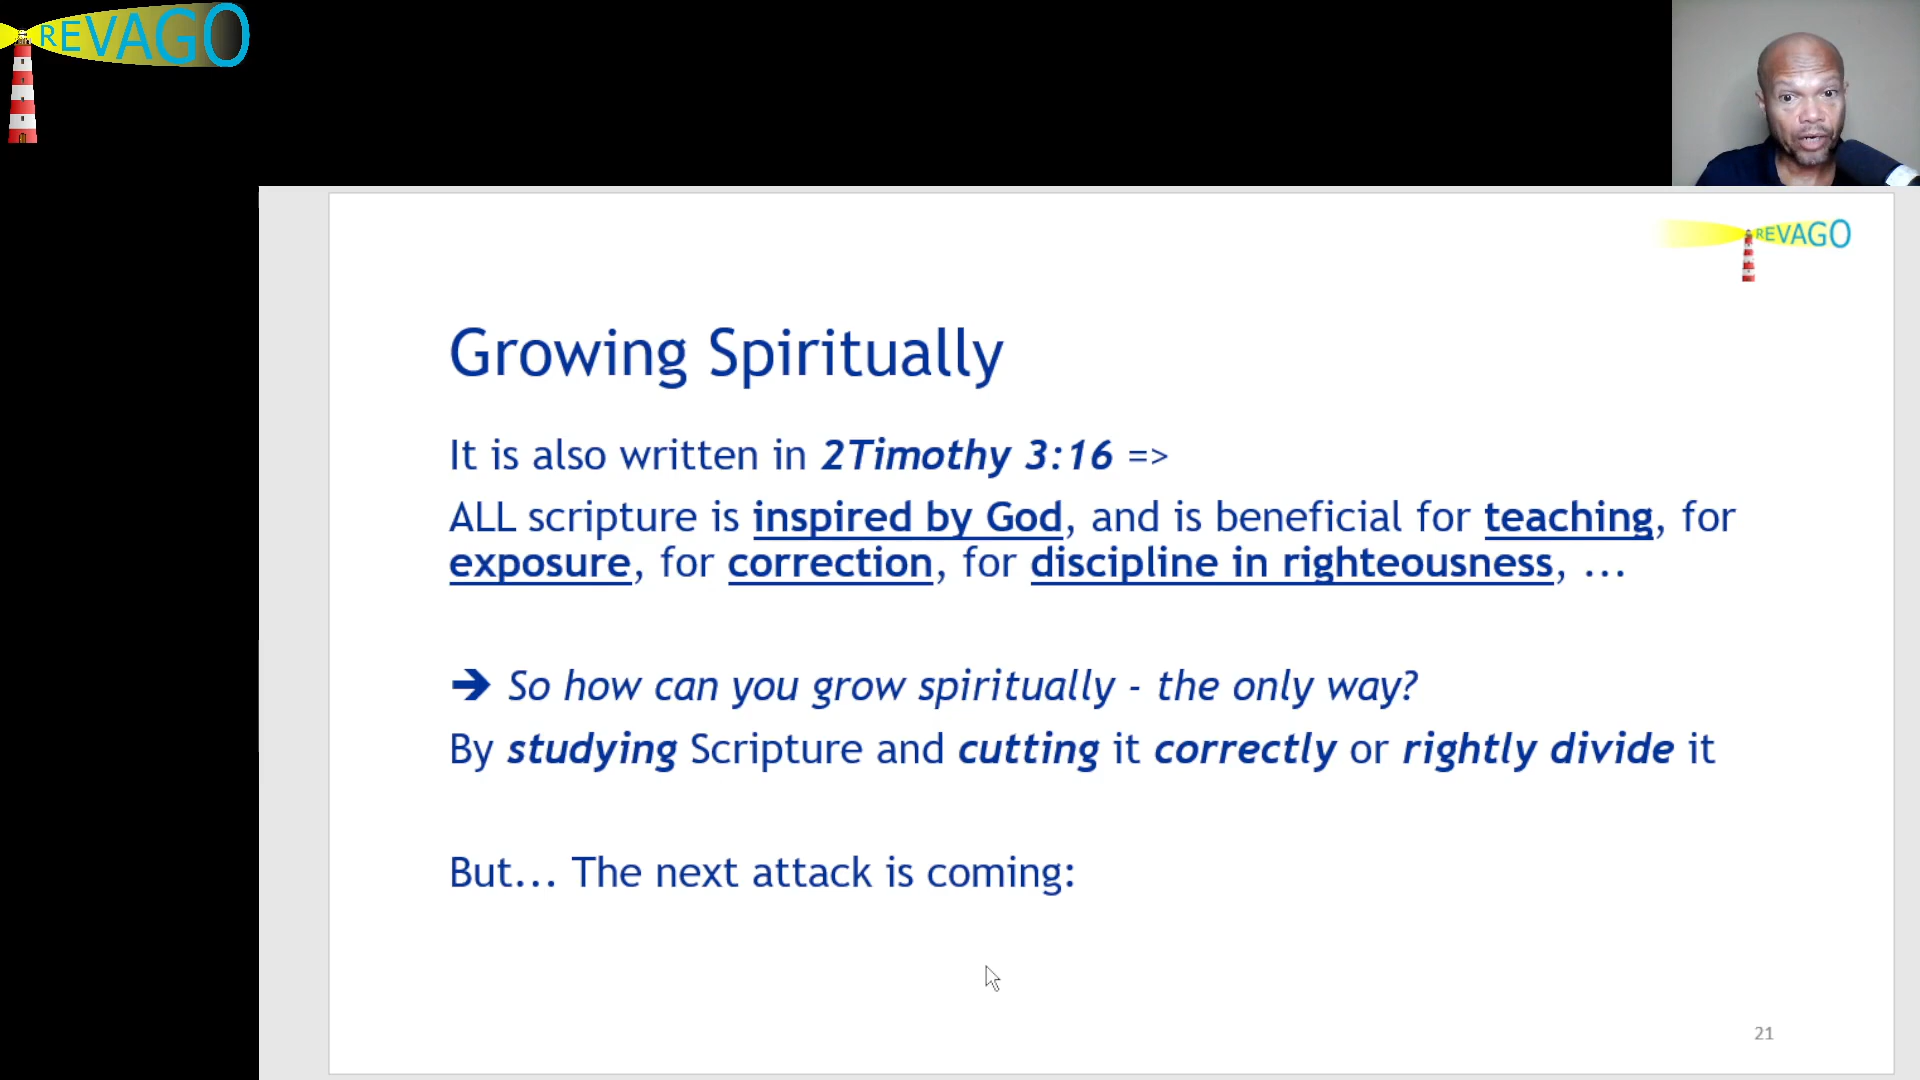 REVAGO
REVAGO
Growing Spiritually
It is also written in 2Timothy 3:16 =>
ALL scripture is inspired by God, and is beneficial for teaching, for
exposure, for correction, for discipline in righteousness, ...
➔ So how can you grow spiritually - the only way?
By studying Scripture and cutting it correctly or rightly divide it
But... The next attack is coming:
21